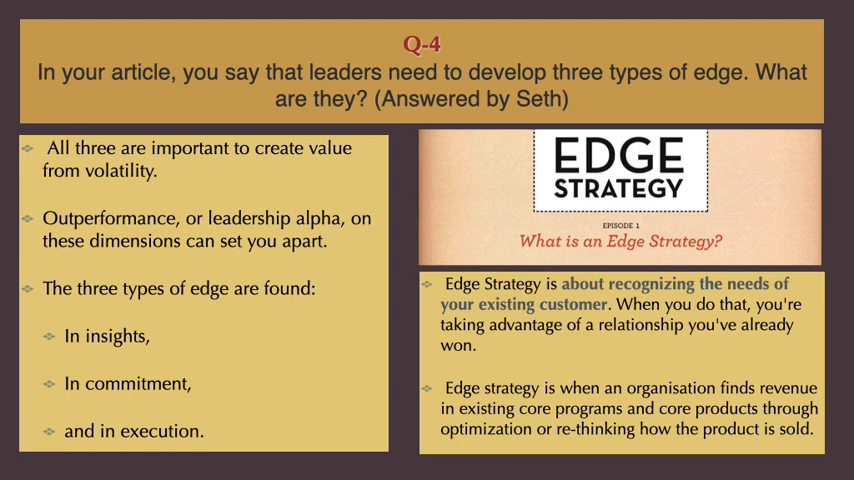 Q-4
In your article, you say that leaders need to develop three types of edge. What
are they? (Answered by Seth)
All three are important to create value
from volatility.
Outperformance, or leadership alpha, on
these dimensions can set you apart.
The three types of edge are found:
In insights,
In commitment,
and in execution.
EDGE
STRATEGY
EPISODE 1
What is an Edge Strategy?
Edge Strategy is about recognizing the needs of
your existing customer. When you do that, you're
taking advantage of a relationship you've already
won.
Edge strategy is when an organisation finds revenue
in existing core programs and core products through
optimization or re-thinking how the product is sold.